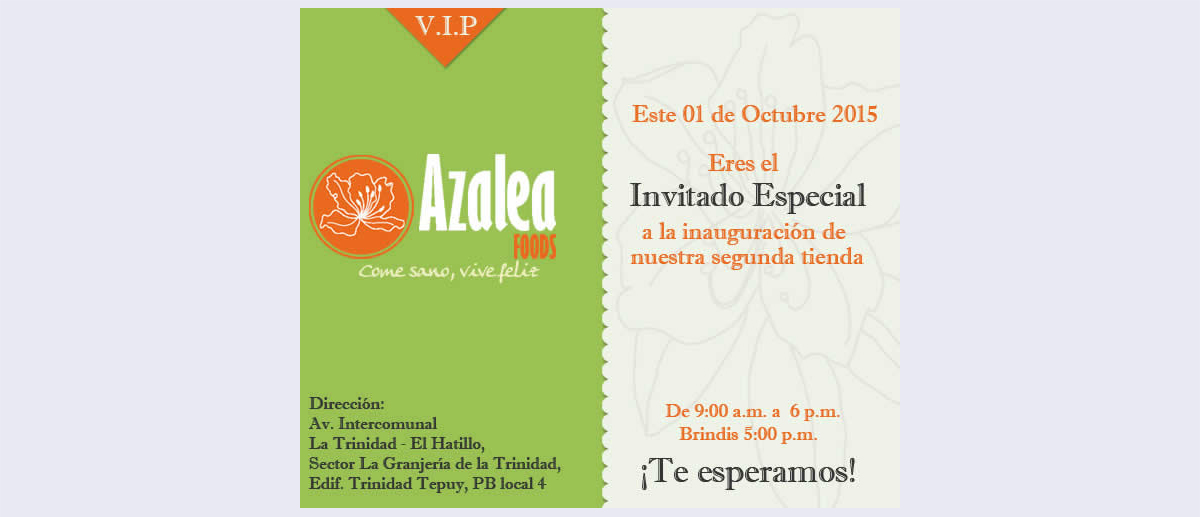 V.I.P
Azalea
FOODS
Come sano, vive feliz
Dirección:
Av. Intercomunal
La Trinidad - El Hatillo,
Sector La Granjería de la Trinidad,
Edif. Trinidad Tepuy, PB local 4
Este 01 de Octubre 2015
Eres el
Invitado Especial
a la inauguración de
nuestra segunda tienda
De 9:00 a.m. a 6 p.m.
Brindis 5:00 p.m.
¡Te esperamos!